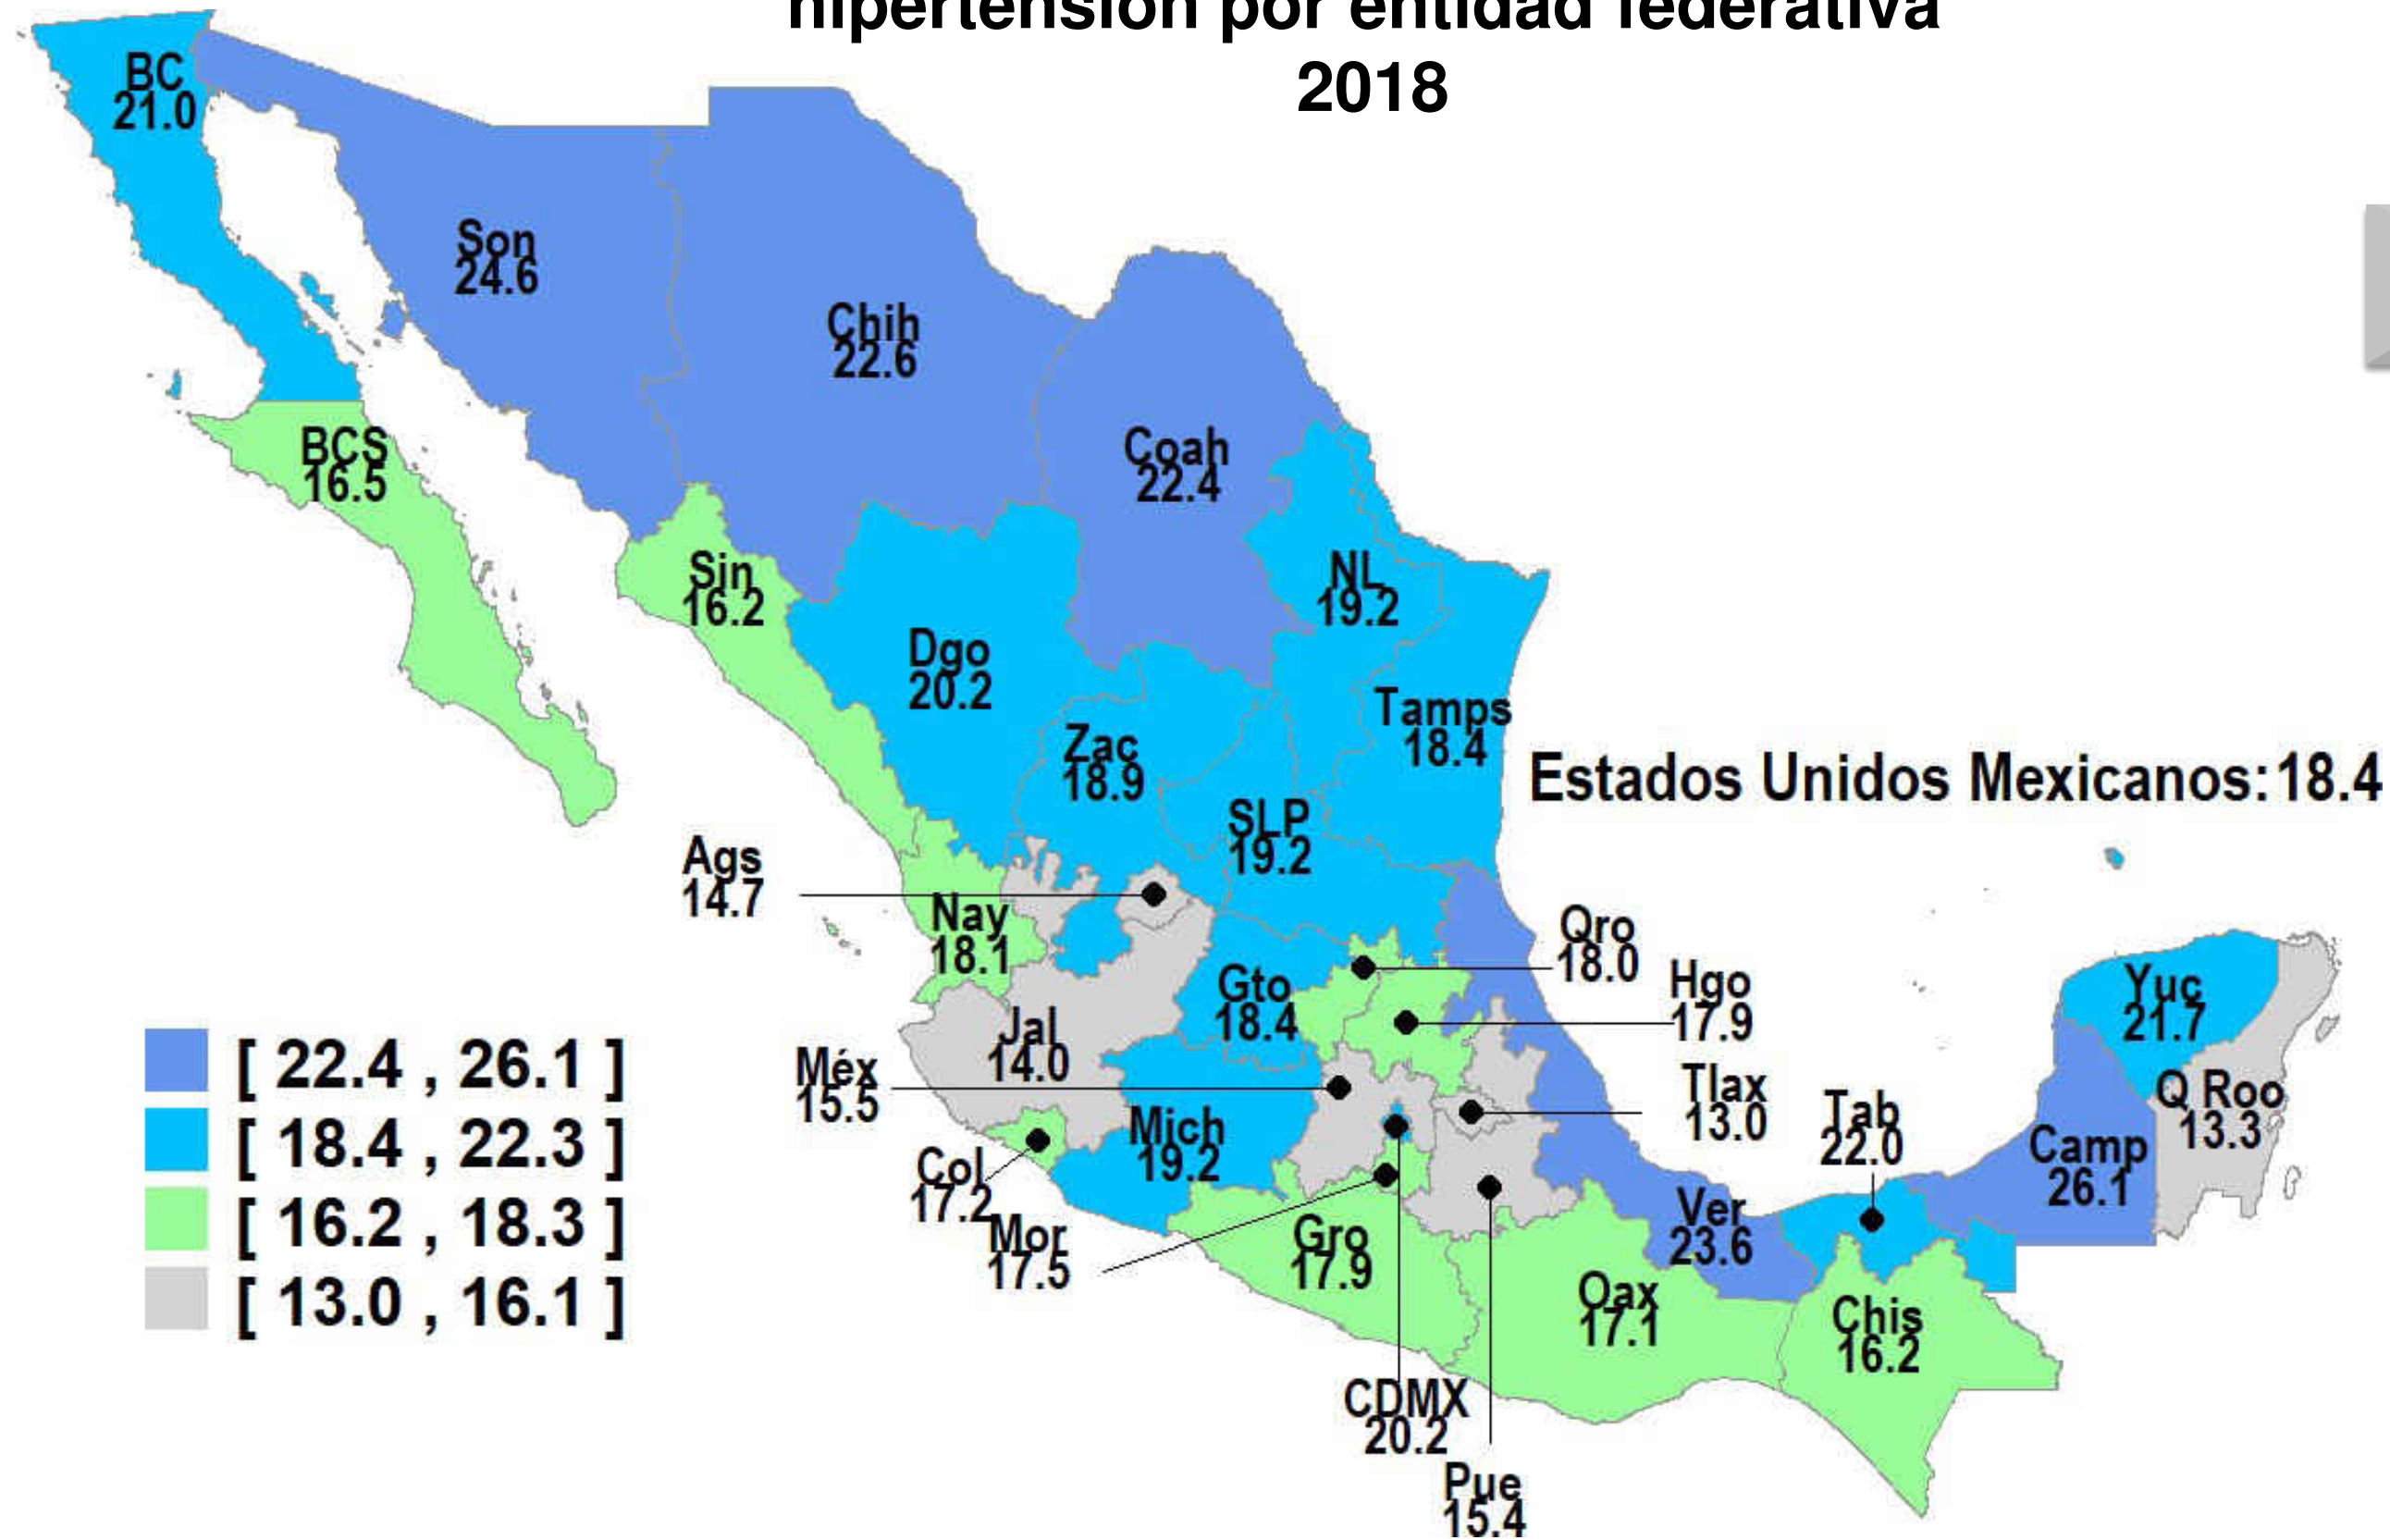 hipertensión por entidad federativa
2018
BC
21.0
Son
24.6
Chih
22.6
Coah
22.4
BCS
16.5
Sin
16.2
NL
19.2
Dgo
20.2
Tamps
18.4
Zac
18.9
Estados Unidos Mexicanos: 18.4
SLP
19.2
Ags
14.7
Nay
18.1
Qro
18.0
Gto
18.4
Hgo
17.9
Yuc
21.7
Jal
14.0
Méx
15.5
Tlax
13.0
Q Roo
13.3
Tab
22.0
Mich
19.2
Camp
26.1
Col
17.2
Mor
17.5
Gro
17.9
Ver
23.6
Oax
17.1
Chis
16.2
CDMX
20.2
Pue
15.4
[ 22.4 , 26.1 ]
[ 18.4 , 22.3 ]
[ 16.2 , 18.3 ]
[ 13.0 , 16.1 ]